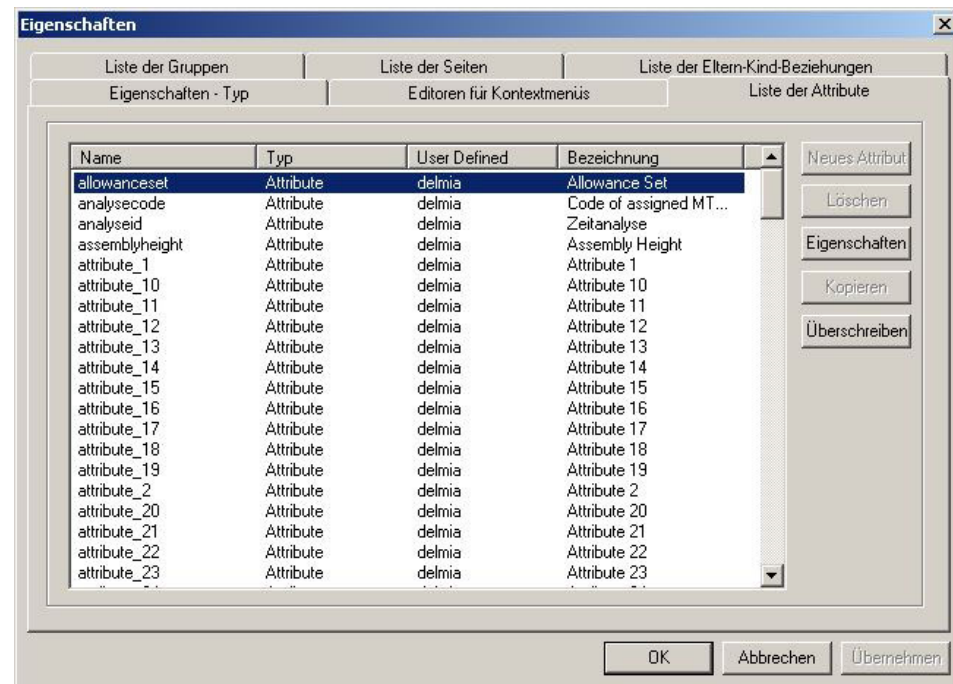 Eigenschaften
Liste der Gruppen Liste der Seiten Liste der Eltern-Kind-Beziehungen
Eigenschaften - Typ Editoren für Kontextmenüs Liste der Attribute
Name Typ User Defined Bezeichnung
allowanceset Attribute delmia Allowance Set
analysecode Attribute delmia Code of assigned MT...
analyseid Attribute delmia Zeitanalyse
assemblyheight Attribute delmia Assembly Height
attribute_1 Attribute delmia Attribute 1
attribute_10 Attribute delmia Attribute 10
attribute_11 Attribute delmia Attribute 11
attribute_12 Attribute delmia Attribute 12
attribute_13 Attribute delmia Attribute 13
attribute_14 Attribute delmia Attribute 14
attribute_15 Attribute delmia Attribute 15
attribute_16 Attribute delmia Attribute 16
attribute_17 Attribute delmia Attribute 17
attribute_18 Attribute delmia Attribute 18
attribute_19 Attribute delmia Attribute 19
attribute_2 Attribute delmia Attribute 2
attribute_20 Attribute delmia Attribute 20
attribute_21 Attribute delmia Attribute 21
attribute_22 Attribute delmia Attribute 22
attribute_23 Attribute delmia Attribute 23
Neues Attribut
Löschen
Eigenschaften
Kopieren
Überschreiben
OK Abbrechen Übernehmen